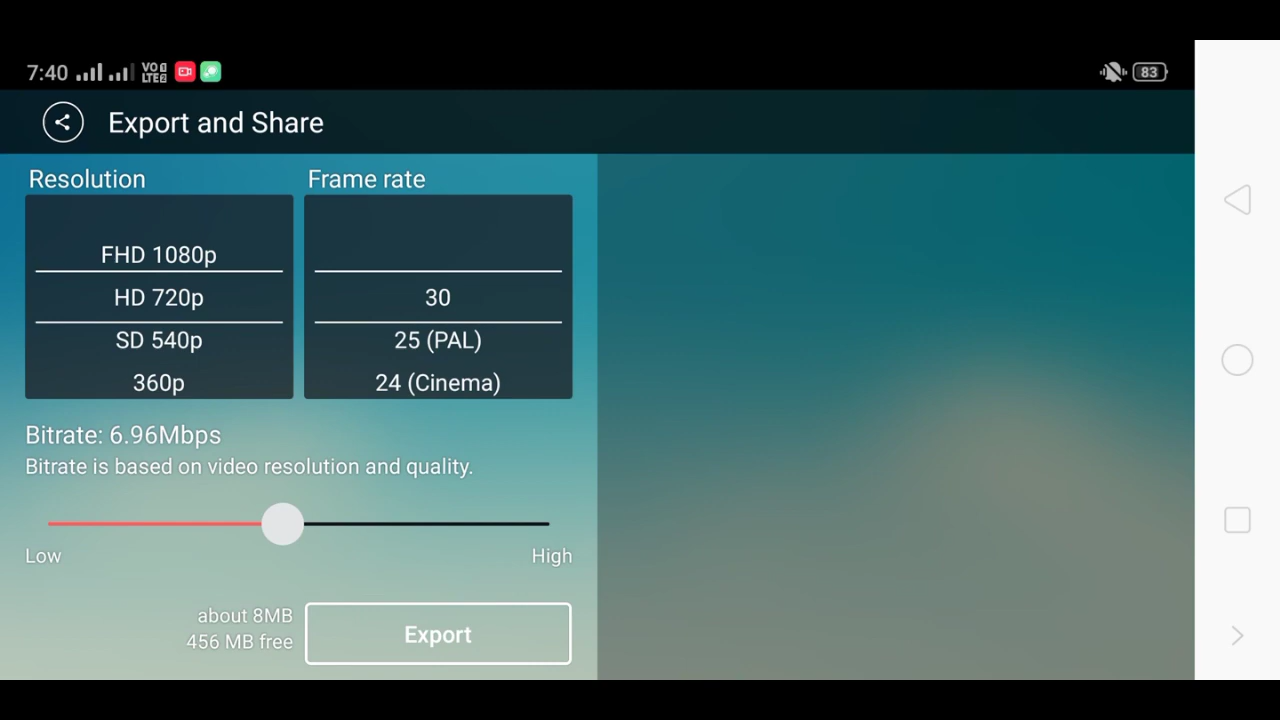 7:40 VO LTE 83
Export and Share
Resolution
Frame rate
FHD 1080p
HD 720p
SD 540p
360p
30
25 (PAL)
24 (Cinema)
Bitrate: 6.96Mbps
Bitrate is based on video resolution and quality.
Low High
about 8MB
456 MB free
Export